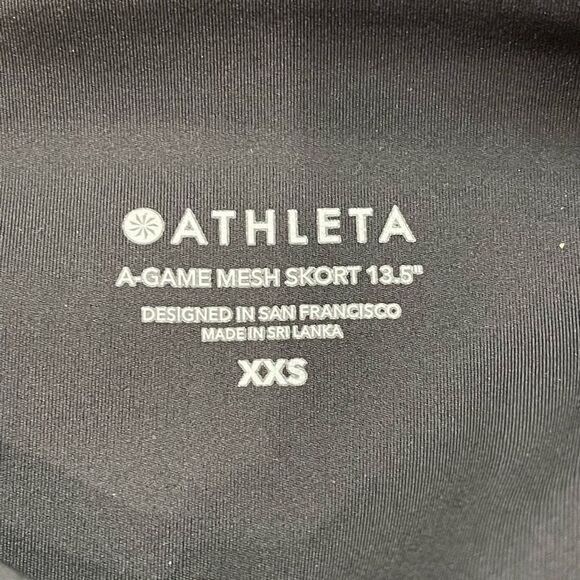 ATHLETA
A-GAME MESH SKORT 13.5"
DESIGNED IN SAN FRANCISCO
MADE IN SRI LANKA
XXS